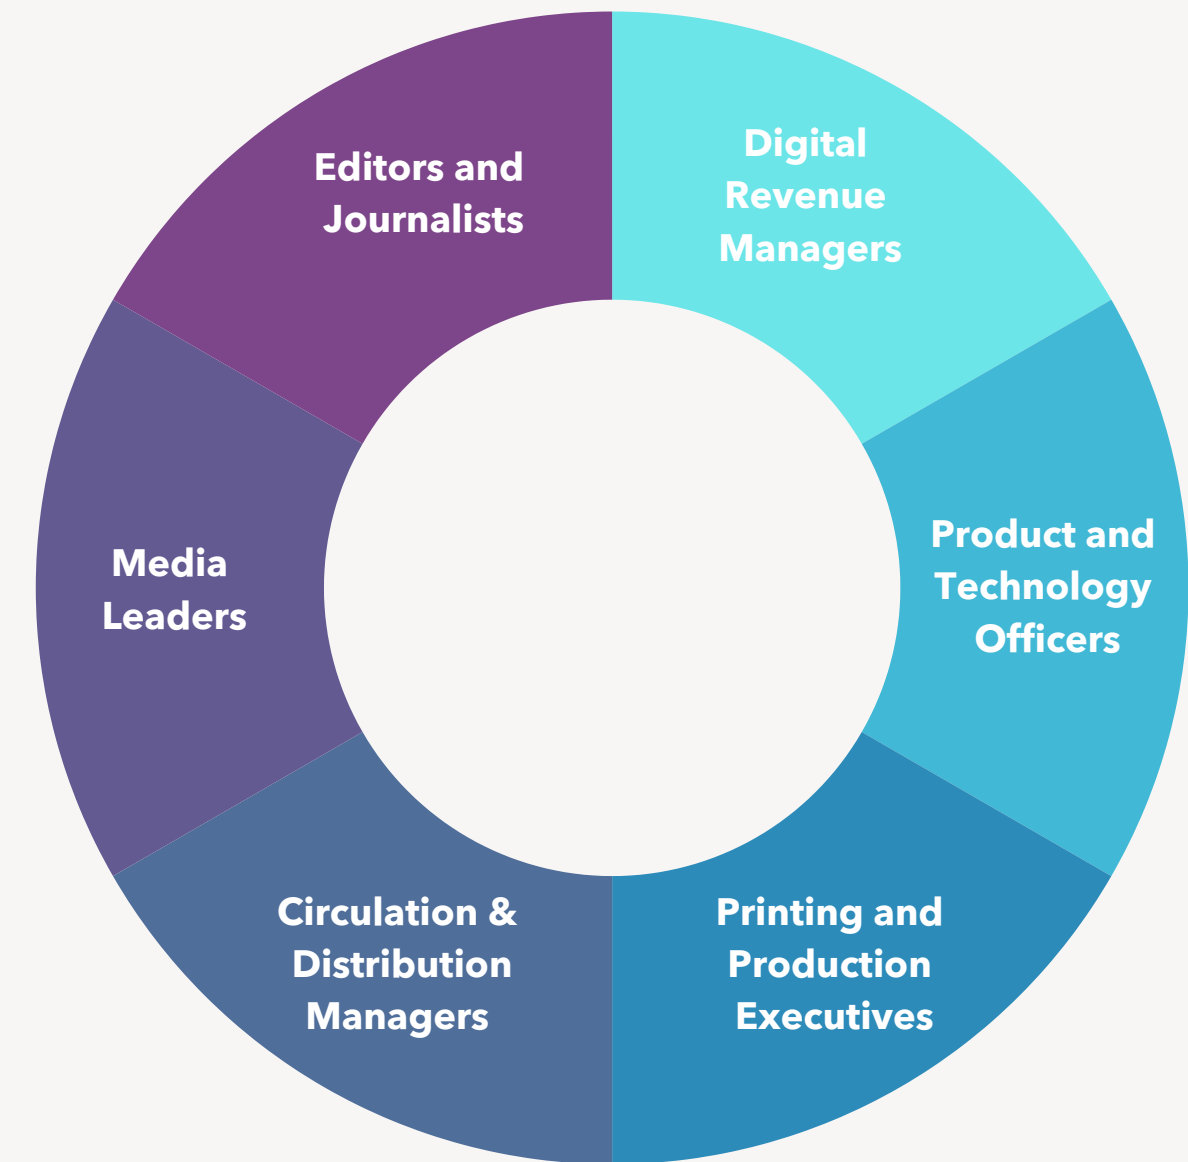 Editors and
Journalists
Digital
Revenue
Managers
Product and
Technology
Officers
Printing and
Production
Executives
Circulation &
Distribution
Managers
Media
Leaders